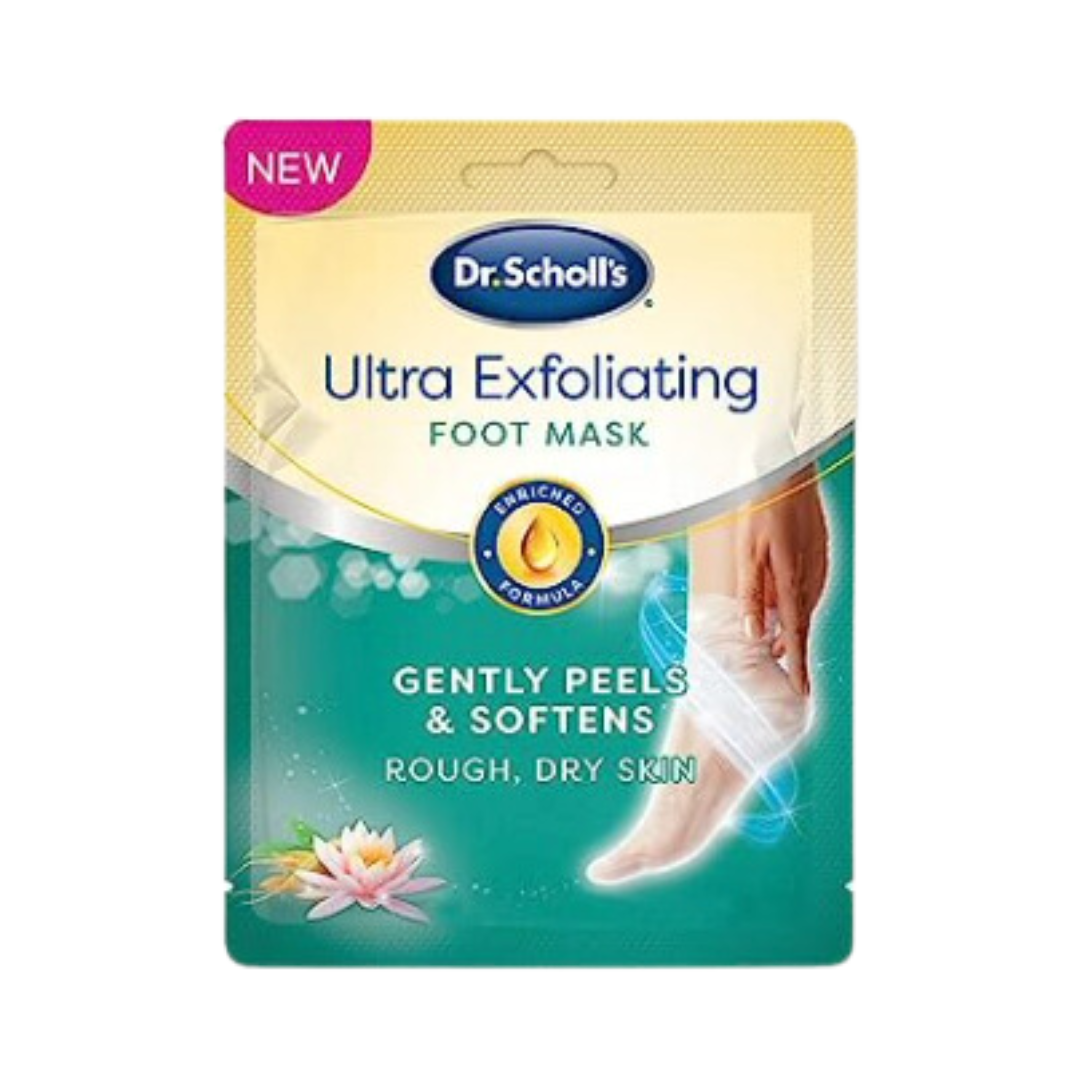 NEW
Dr.Scholl's
Ultra Exfoliating
FOOT MASK
ENRICHED
FORMULA
GENTLY PEELS
& SOFTENS
ROUGH, DRY SKIN